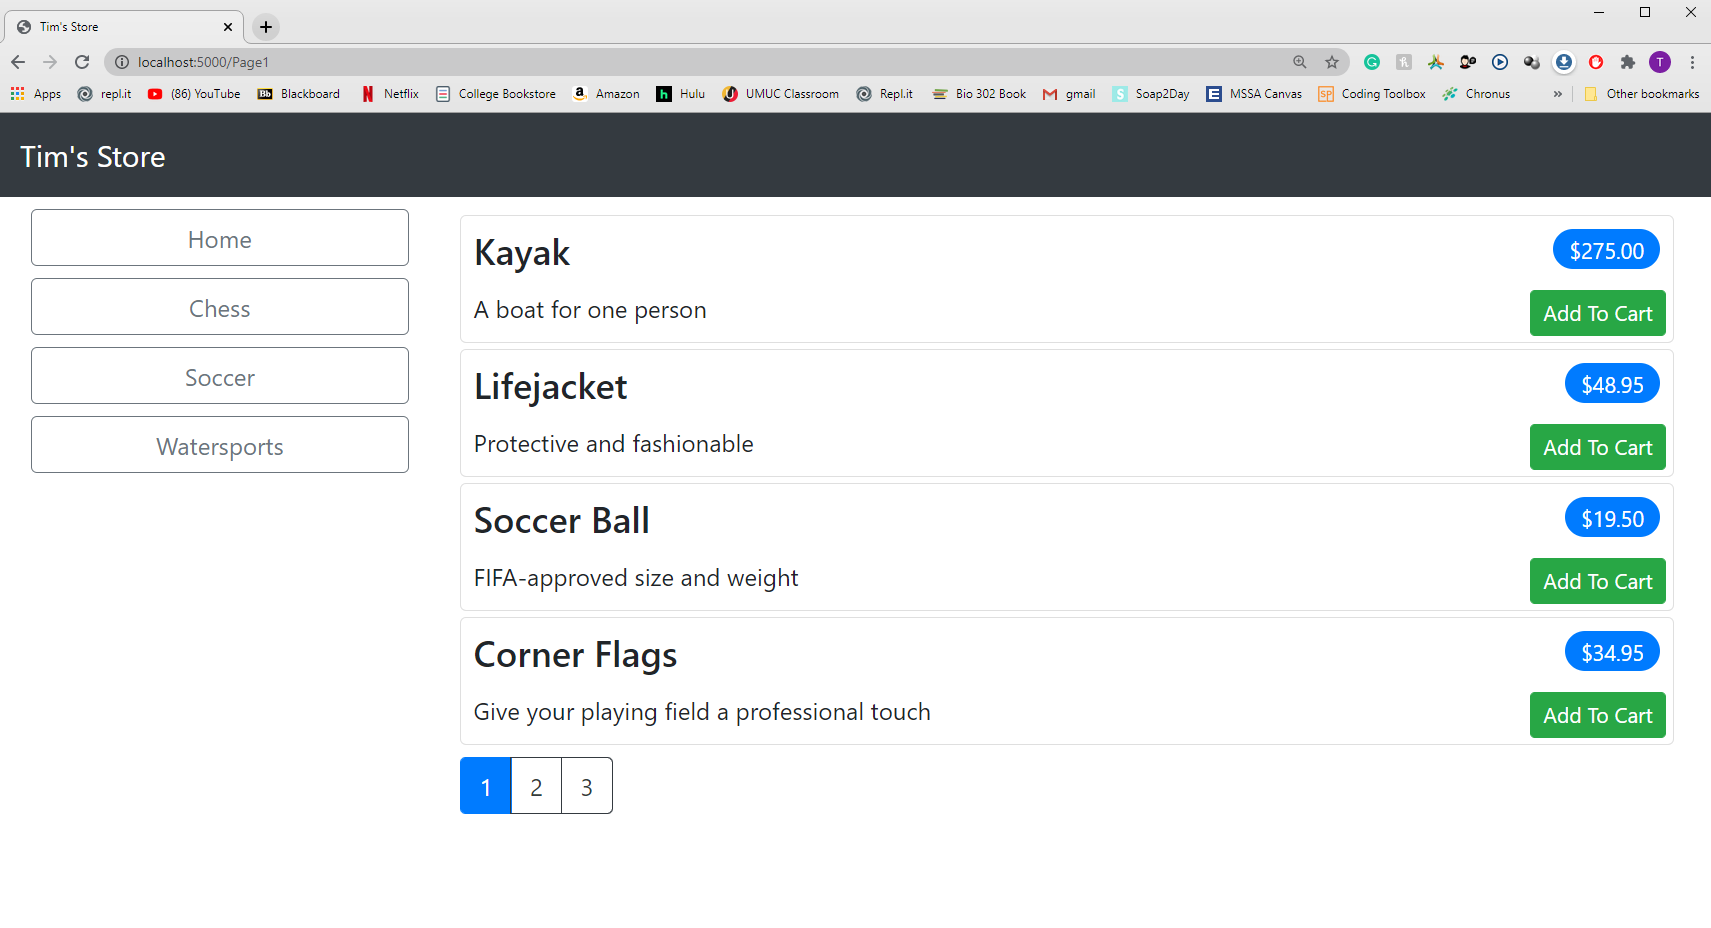 Tim's Store
localhost:5000/Page1
T
Apps repl.it (86) YouTube Bb Blackboard Netflix College Bookstore Amazon h Hulu UMUC Classroom Repl.it Bio 302 Book gmail S Soap2Day E MSSA Canvas SP Coding Toolbox Chronus » Other bookmarks
Tim's Store
Home
Chess
Soccer
Watersports
Kayak $275.00
A boat for one person Add To Cart
Lifejacket $48.95
Protective and fashionable Add To Cart
Soccer Ball $19.50
FIFA-approved size and weight Add To Cart
Corner Flags $34.95
Give your playing field a professional touch Add To Cart
1 2 3